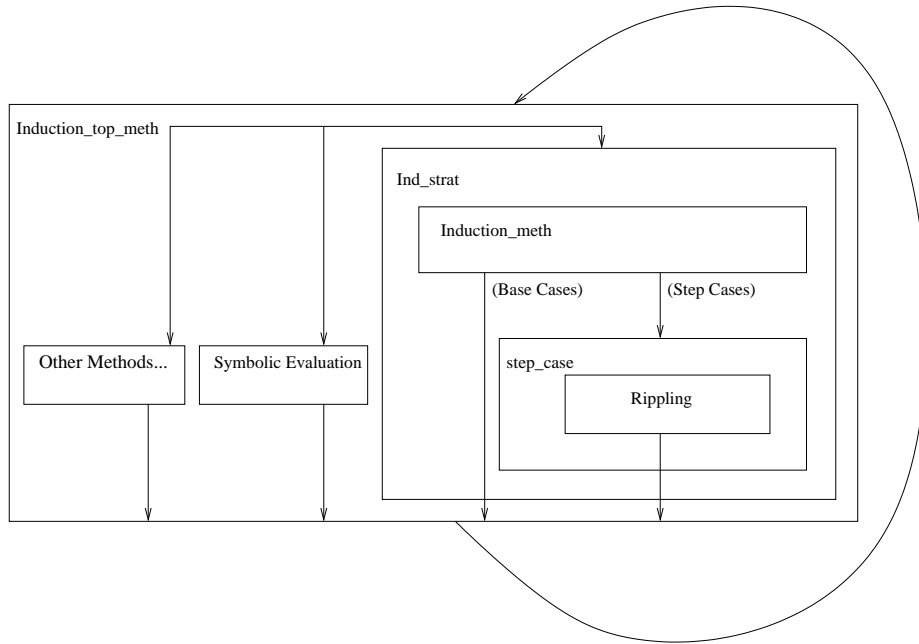 Induction_top_meth
Ind_strat
Induction_meth
(Base Cases)
(Step Cases)
Other Methods...
Symbolic Evaluation
step_case
Rippling